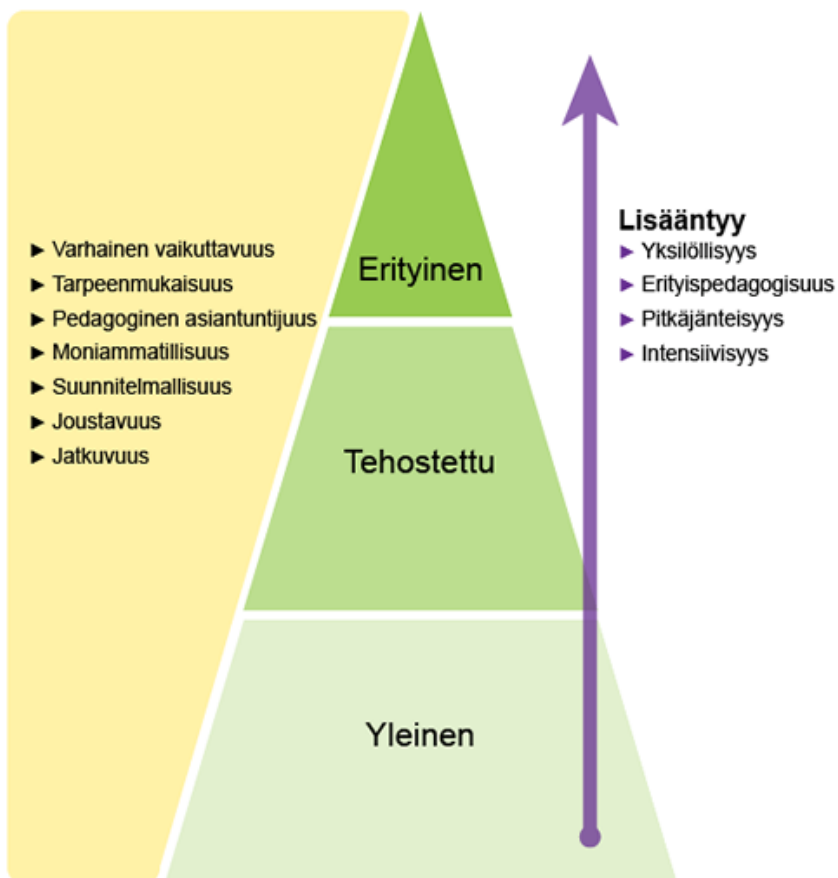 ► Varhainen vaikuttavuus
► Tarpeenmukaisuus
► Pedagoginen asiantuntijuus
► Moniammatillisuus
► Suunnitelmallisuus
► Joustavuus
► Jatkuvuus
Erityinen
Tehostettu
Yleinen
Lisääntyy
► Yksilöllisyys
► Erityispedagogisuus
► Pitkäjänteisyys
► Intensiivisyys